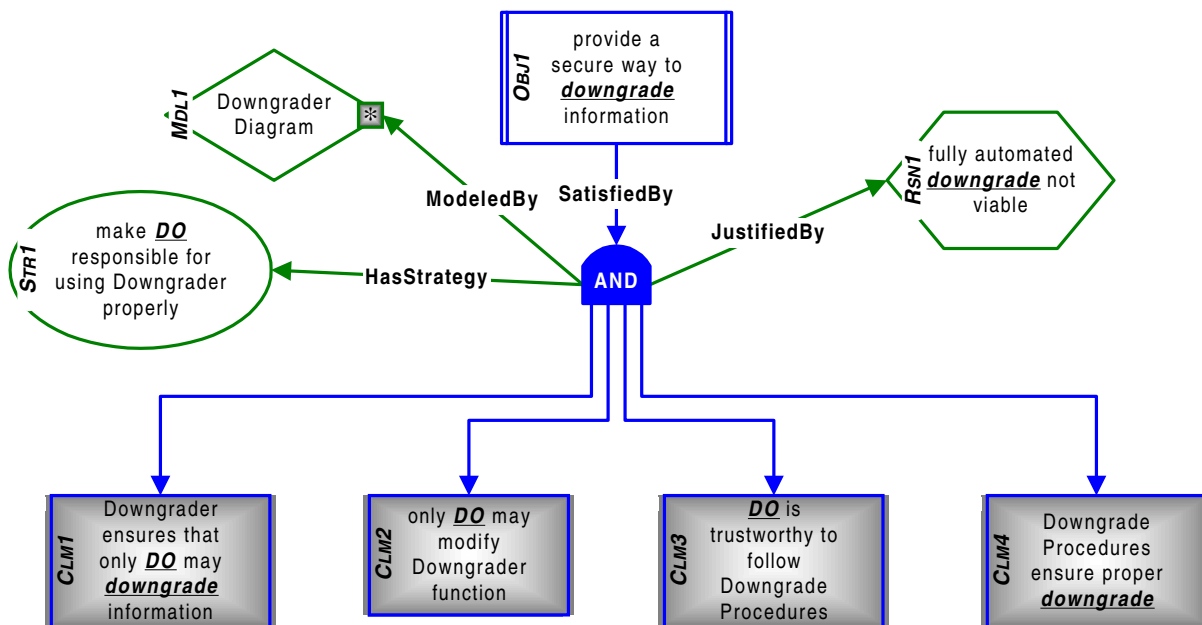 OBJ1
provide a
secure way to
downgrade
information
MDL1
Downgrader
Diagram
*
RSN1
fully automated
downgrade not
viable
ModeledBy
SatisfiedBy
JustifiedBy
STR1
make DO
responsible for
using Downgrader
properly
HasStrategy
AND
CLM1
Downgrader
ensures that
only DO may
downgrade
information
CLM2
only DO may
modify
Downgrader
function
CLM3
DO is
trustworthy to
follow
Downgrade
Procedures
CLM4
Downgrade
Procedures
ensure proper
downgrade